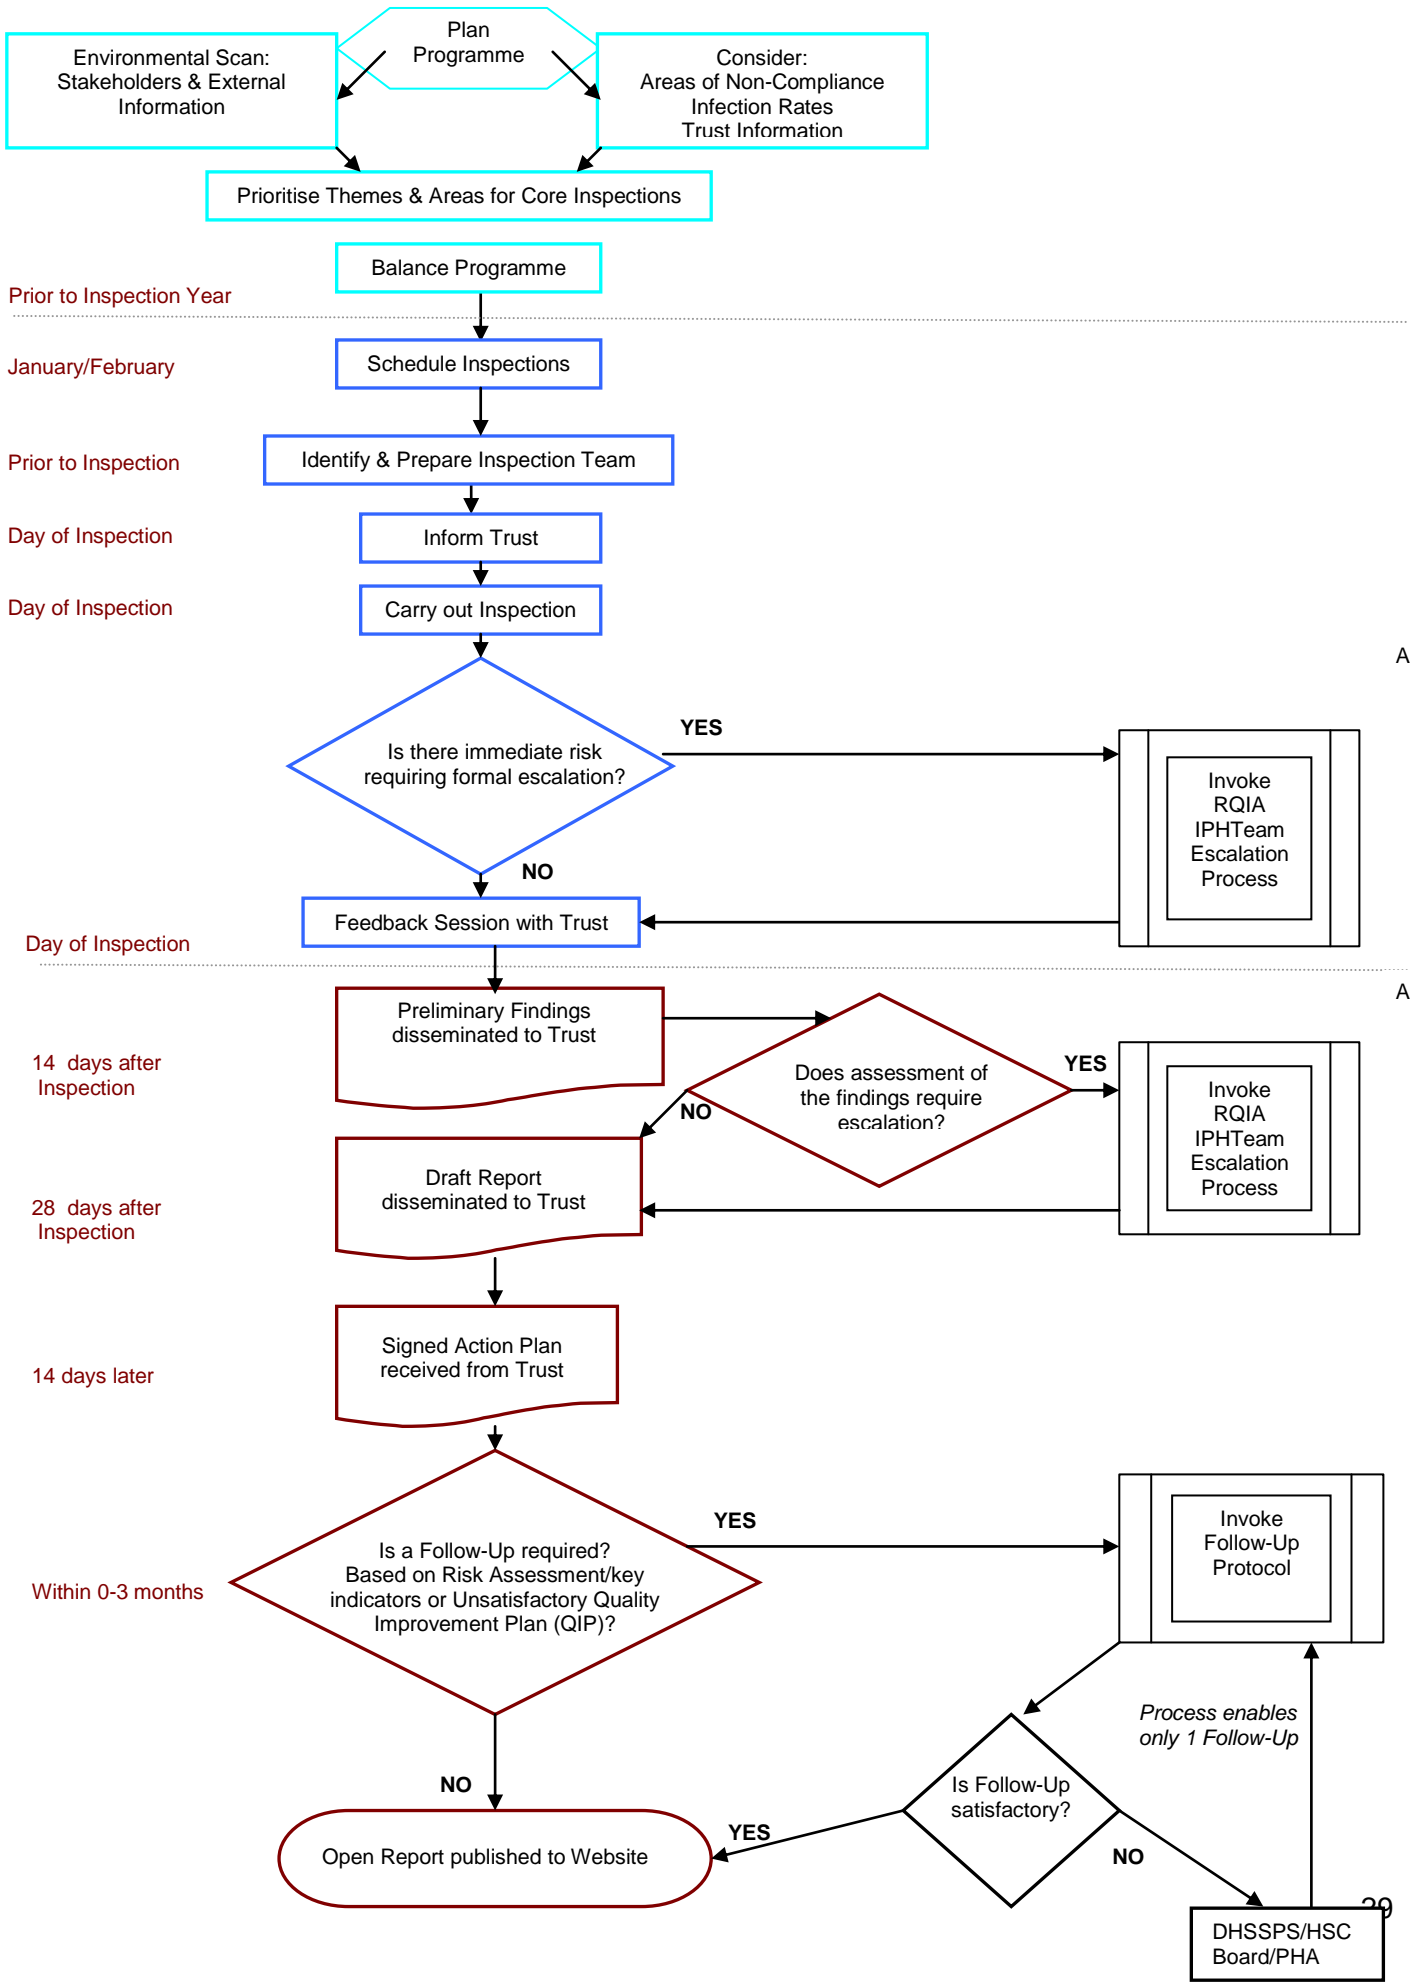 Plan
Programme
Environmental Scan:
Stakeholders & External
Information
Consider:
Areas of Non-Compliance
Infection Rates
Trust Information
Prioritise Themes & Areas for Core Inspections
Balance Programme
Prior to Inspection Year
January/February
Schedule Inspections
Prior to Inspection
Identify & Prepare Inspection Team
Day of Inspection
Inform Trust
Day of Inspection
Carry out Inspection
A
Is there immediate risk
requiring formal escalation?
YES
Invoke
RQIA
IPHTeam
Escalation
Process
NO
Feedback Session with Trust
Day of Inspection
A
Preliminary Findings
disseminated to Trust
14 days after
Inspection
Does assessment of
the findings require
escalation?
YES
NO
Invoke
RQIA
IPHTeam
Escalation
Process
Draft Report
disseminated to Trust
28 days after
Inspection
Signed Action Plan
received from Trust
14 days later
Is a Follow-Up required?
Based on Risk Assessment/key
indicators or Unsatisfactory Quality
Improvement Plan (QIP)?
YES
Invoke
Follow-Up
Protocol
Within 0-3 months
Process enables
only 1 Follow-Up
Is Follow-Up
satisfactory?
NO
YES
NO
Open Report published to Website
DHSSPS/HSC
Board/PHA